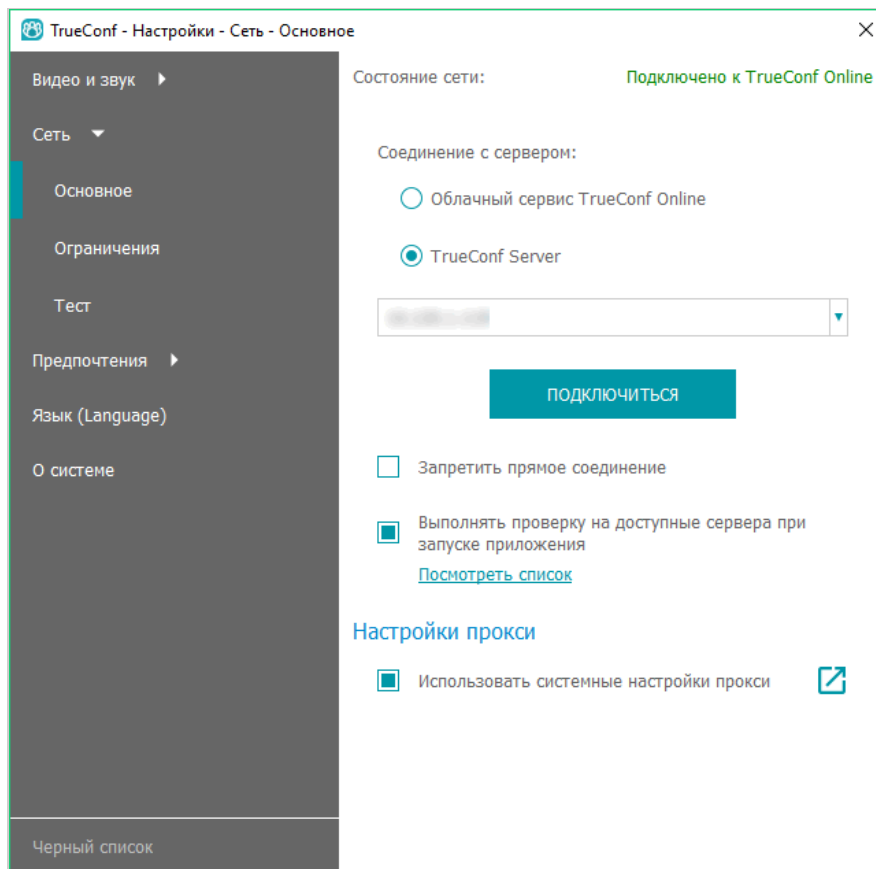 TrueConf - Настройки - Сеть - Основное
Видео и звук
Сеть
Основное
Ограничения
Тест
Предпочтения
Язык (Language)
О системе
Черный список
Состояние сети: Подключено к TrueConf Online
Соединение с сервером:
Облачный сервис TrueConf Online
TrueConf Server
ПОДКЛЮЧИТЬСЯ
Запретить прямое соединение
Выполнять проверку на доступные сервера при
запуске приложения
Посмотреть список
Настройки прокси
Использовать системные настройки прокси